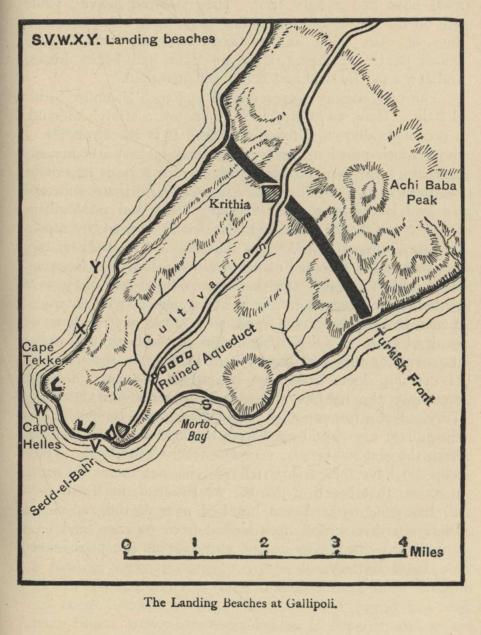 S.V.W.X.Y. Landing beaches
Achi Baba
Peak
Krithia
Y
Cultivation
X
Cape
Tekke
Ruined Aqueduct
Turkish Front
W
S
Cape
Helles
Morto
Bay
V
Sedd-el-Bahr
0 1 2 3 4 Miles
The Landing Beaches at Gallipoli.